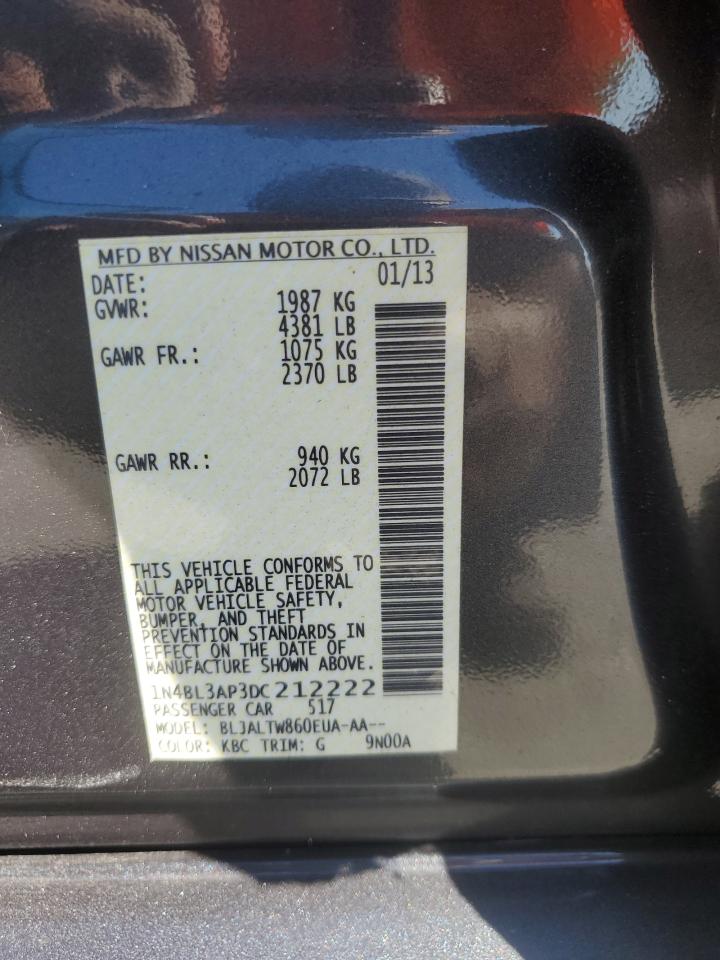 MFD BY NISSAN MOTOR CO., LTD.
DATE: 01/13
GVWR: 1987 KG
4381 LB
GAWR FR.: 1075 KG
2370 LB
GAWR RR.: 940 KG
2072 LB
THIS VEHICLE CONFORMS TO
ALL APPLICABLE FEDERAL
MOTOR VEHICLE SAFETY,
BUMPER, AND THEFT
PREVENTION STANDARDS IN
EFFECT ON THE DATE OF
MANUFACTURE SHOWN ABOVE.
1N4BL3AP3DC212222
PASSENGER CAR 517
MODEL: BLJALTW860EUA-AA--
COLOR: KBC TRIM: G 9N00A